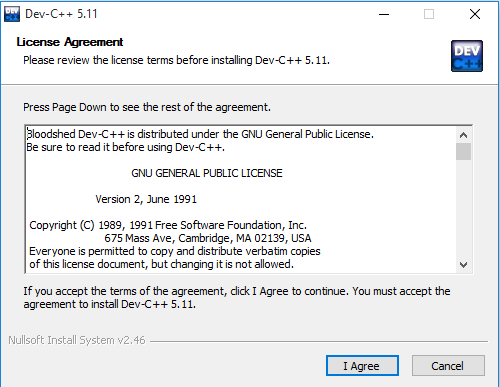 Dev-C++ 5.11
License Agreement
Please review the license terms before installing Dev-C++ 5.11.
DEV
C++
Press Page Down to see the rest of the agreement.
Bloodshed Dev-C++ is distributed under the GNU General Public License.
Be sure to read it before using Dev-C++.
GNU GENERAL PUBLIC LICENSE
Version 2, June 1991
Copyright (C) 1989, 1991 Free Software Foundation, Inc.
675 Mass Ave, Cambridge, MA 02139, USA
Everyone is permitted to copy and distribute verbatim copies
of this license document, but changing it is not allowed.
If you accept the terms of the agreement, click I Agree to continue. You must accept the
agreement to install Dev-C++ 5.11.
Nullsoft Install System v2.46
I Agree
Cancel